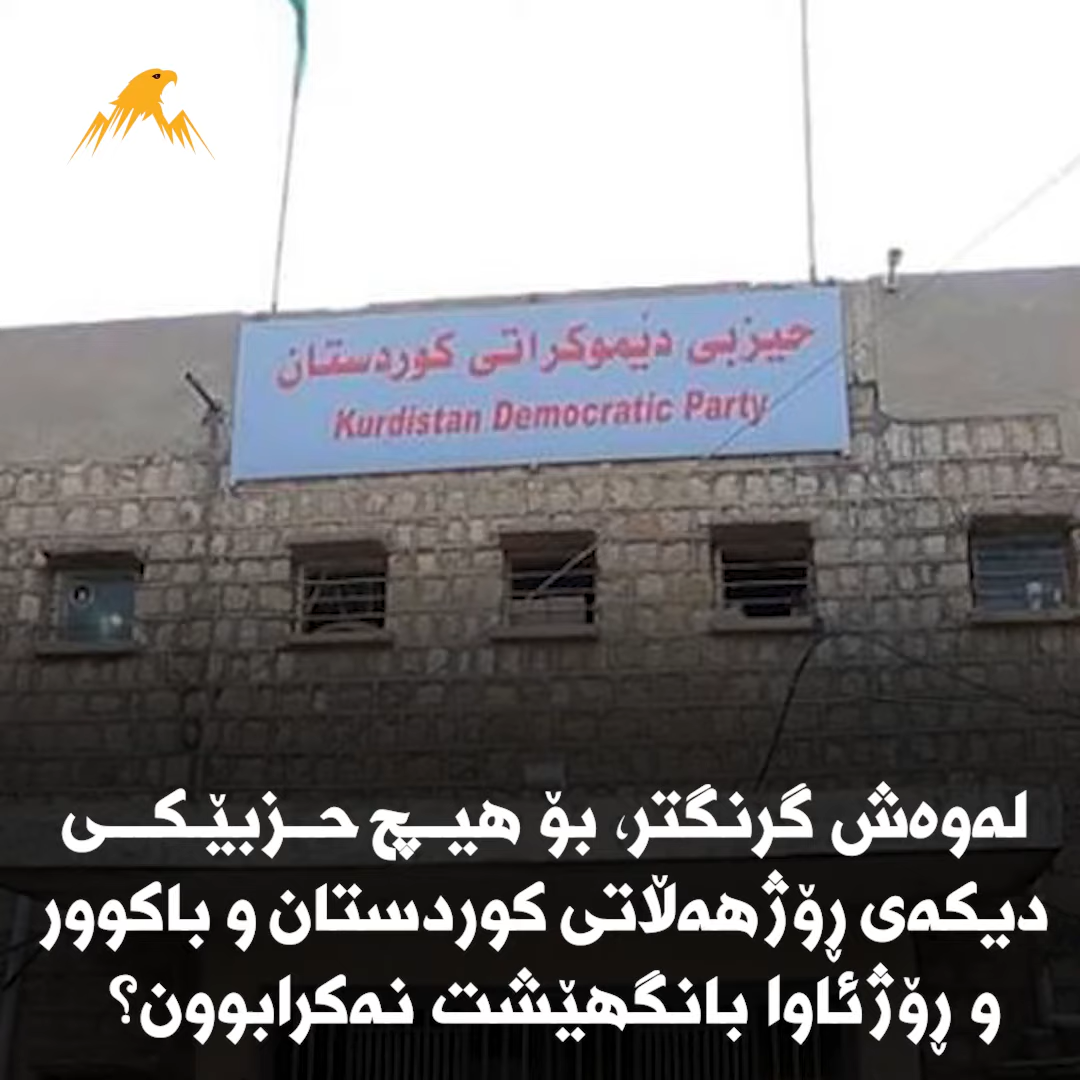 حیزبی دێموکراتی کوردستان
Kurdistan Democratic Party
لەوەش گرنگتر، بۆ هیچ حزبێکی
دیکەی ڕۆژهەڵاتی کوردستان و باکوور
و ڕۆژئاوا بانگهێشت نەکرابوون؟